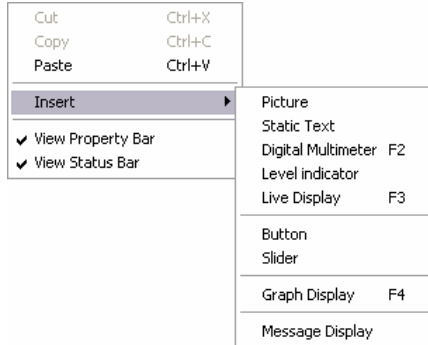 Cut Ctrl+X
Copy Ctrl+C
Paste Ctrl+V
Insert
View Property Bar
View Status Bar
Picture
Static Text
Digital Multimeter F2
Level indicator
Live Display F3
Button
Slider
Graph Display F4
Message Display